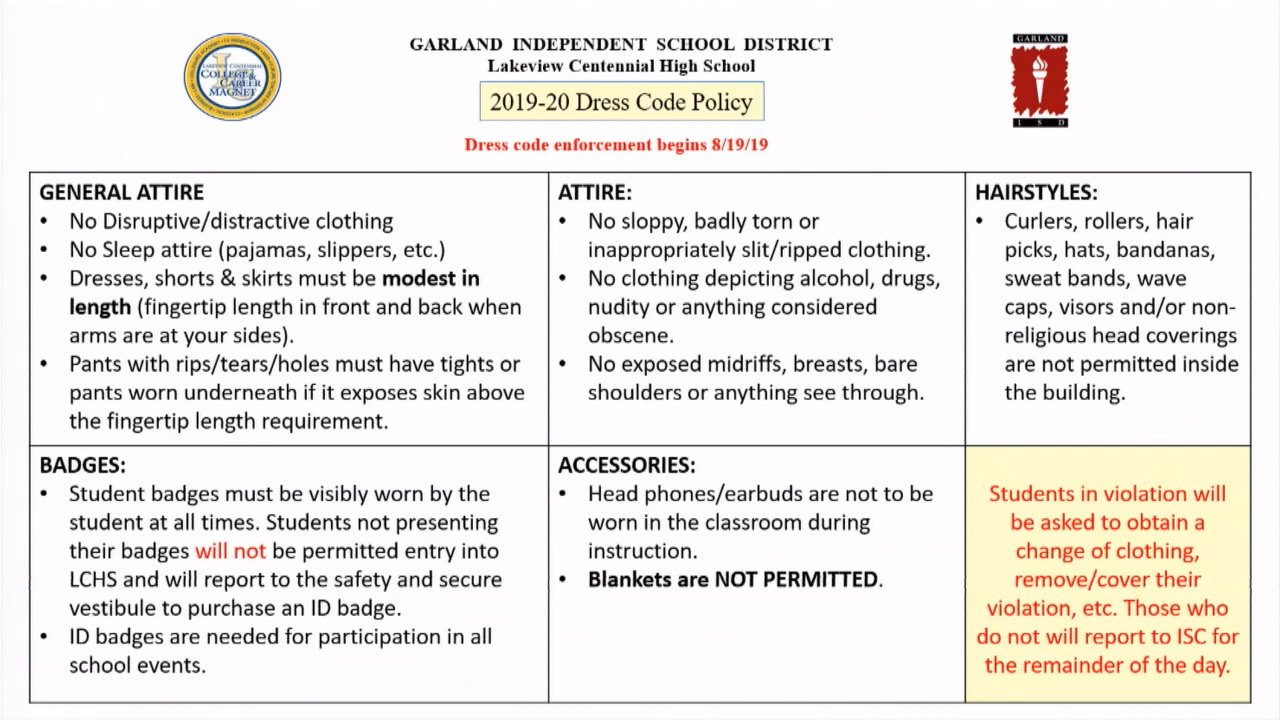 GARLAND INDEPENDENT SCHOOL DISTRICT
Lakeview Centennial High School
2019-20 Dress Code Policy
Dress code enforcement begins 8/19/19
LAKEVIEW CENTENNIAL
COLLEGE &
CAREER
MAGNET
GARLAND
I S D
GENERAL ATTIRE
• No Disruptive/distractive clothing
• No Sleep attire (pajamas, slippers, etc.)
• Dresses, shorts & skirts must be modest in
length (fingertip length in front and back when
arms are at your sides).
• Pants with rips/tears/holes must have tights or
pants worn underneath if it exposes skin above
the fingertip length requirement.
ATTIRE:
• No sloppy, badly torn or
inappropriately slit/ripped clothing.
• No clothing depicting alcohol, drugs,
nudity or anything considered
obscene.
• No exposed midriffs, breasts, bare
shoulders or anything see through.
HAIRSTYLES:
• Curlers, rollers, hair
picks, hats, bandanas,
sweat bands, wave
caps, visors and/or non-
religious head coverings
are not permitted inside
the building.
BADGES:
• Student badges must be visibly worn by the
student at all times. Students not presenting
their badges will not be permitted entry into
LCHS and will report to the safety and secure
vestibule to purchase an ID badge.
• ID badges are needed for participation in all
school events.
ACCESSORIES:
• Head phones/earbuds are not to be
worn in the classroom during
instruction.
• Blankets are NOT PERMITTED.
Students in violation will
be asked to obtain a
change of clothing,
remove/cover their
violation, etc. Those who
do not will report to ISC for
the remainder of the day.